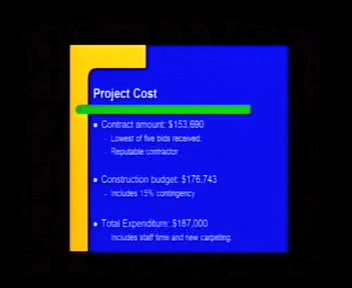 Project Cost
• Contract amount: $153,690
- Lowest of five bids received.
- Reputable contractor
• Construction budget: $176,743
- Includes 15% contingency
• Total Expenditure: $187,000
- Includes staff time and new carpeting.